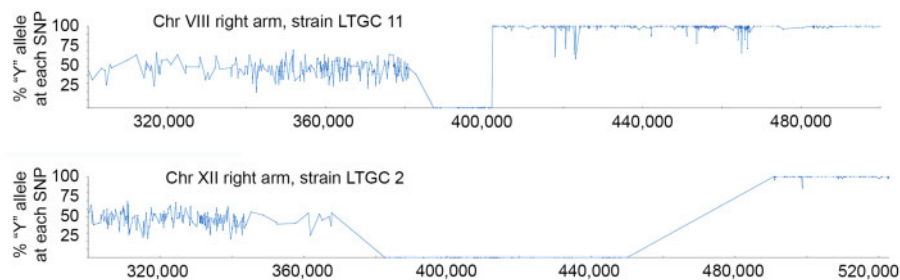 Chr VIII right arm, strain LTGC 11
% “Y” allele
at each SNP
100
75
50
25
320,000 360,000 400,000 440,000 480,000
Chr XII right arm, strain LTGC 2
% “Y” allele
at each SNP
100
75
50
25
320,000 360,000 400,000 440,000 480,000 520,000